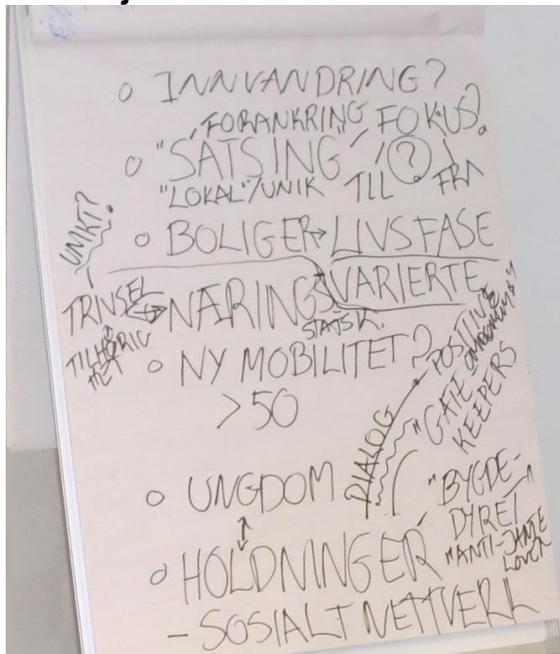 INNVANDRING?
"FORANKRING" FOKUS?
"SATSING" ?
"LOKAL"/UNIK TIL FRA
UNIKT?
BOLIGER → LIVSFASE
VARIERTE
TRIVSEL ↔ NÆRING
STATSK.
TILHØRIG
HET
NY MOBILITET?
>50
POSITIVE
"GATE
KEEPERS
DIALOG
UNGDOM
"BYGDE-
DYRET"
"ANTI-JANTE
LOVEN
HOLDNINGER
- SOSIALT NETTVERK